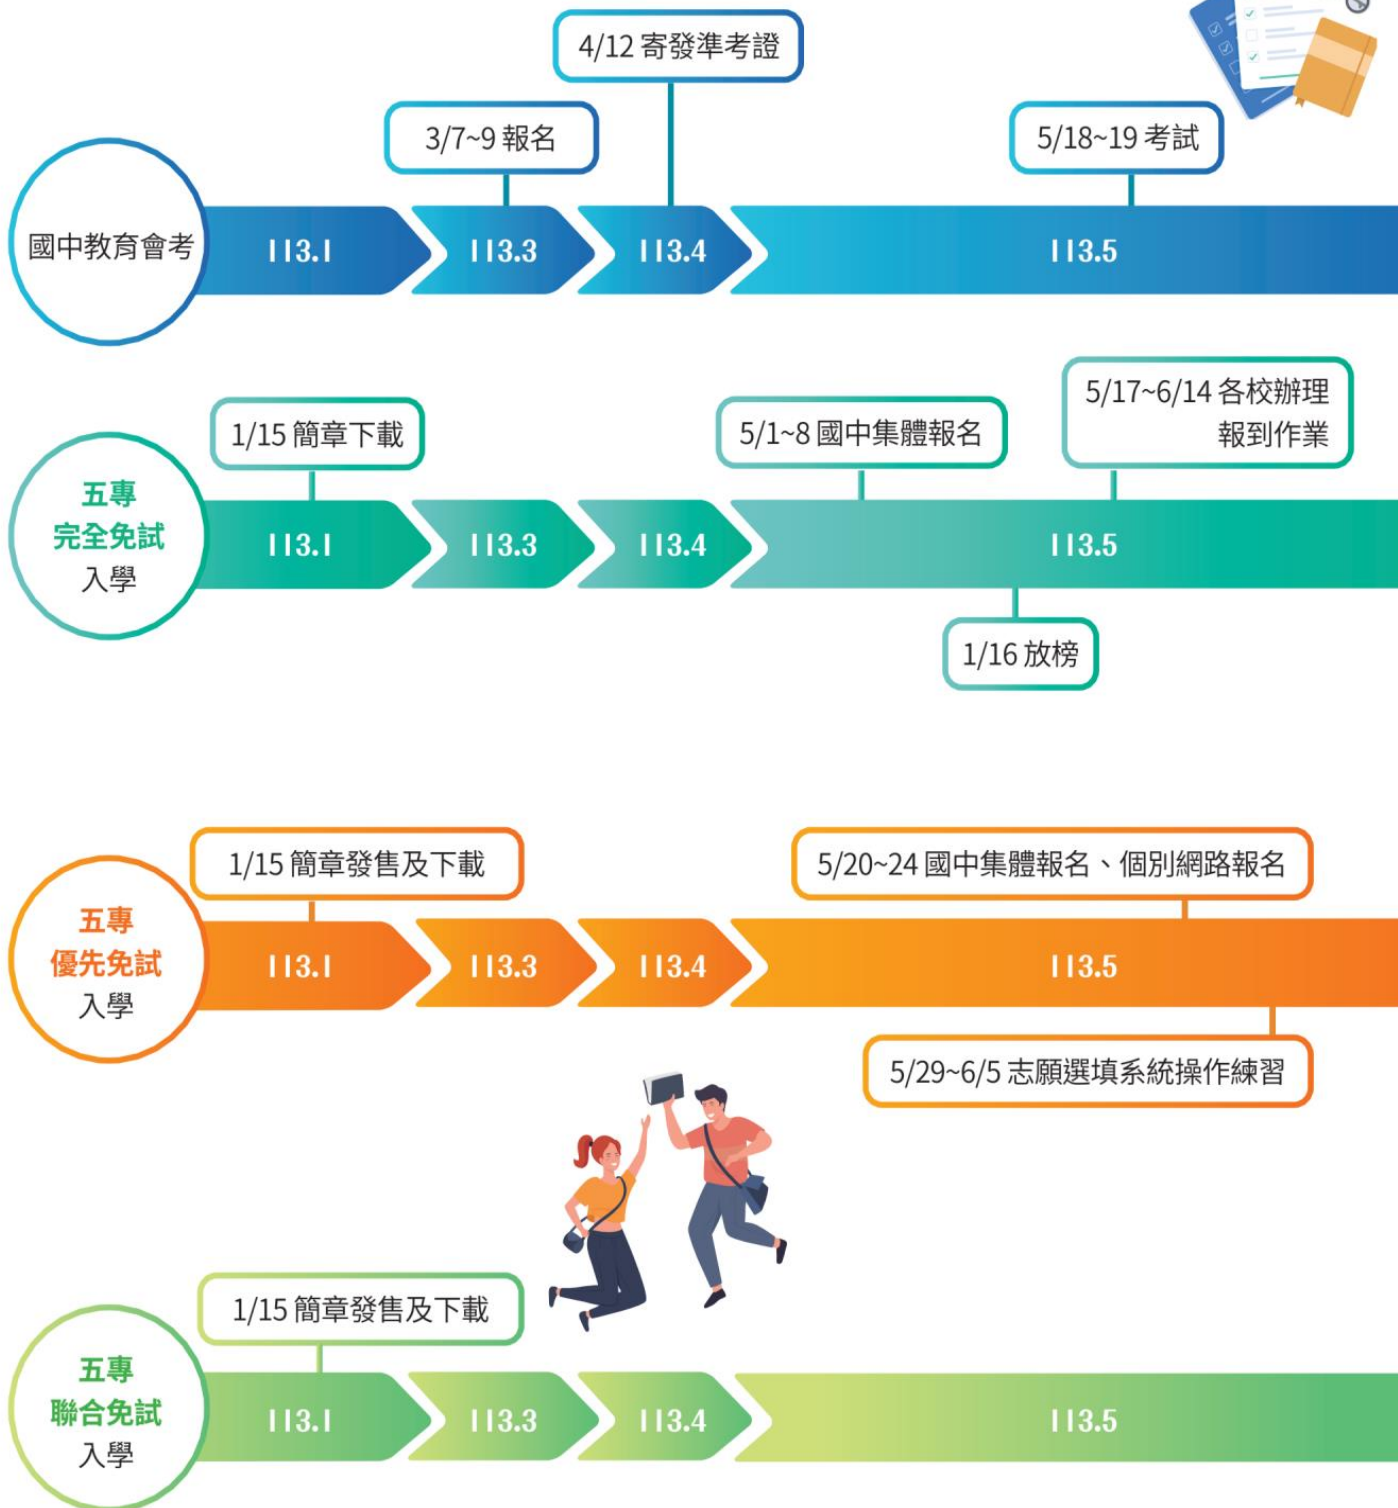 4/12 寄發準考證
3/7~9 報名
5/18~19 考試
國中教育會考
113.1
113.3
113.4
113.5
1/15 簡章下載
5/1~8 國中集體報名
5/17~6/14 各校辦理
報到作業
五專
完全免試
入學
113.1
113.3
113.4
113.5
1/16 放榜
1/15 簡章發售及下載
5/20~24 國中集體報名、個別網路報名
五專
優先免試
入學
113.1
113.3
113.4
113.5
5/29~6/5 志願選填系統操作練習
1/15 簡章發售及下載
五專
聯合免試
入學
113.1
113.3
113.4
113.5